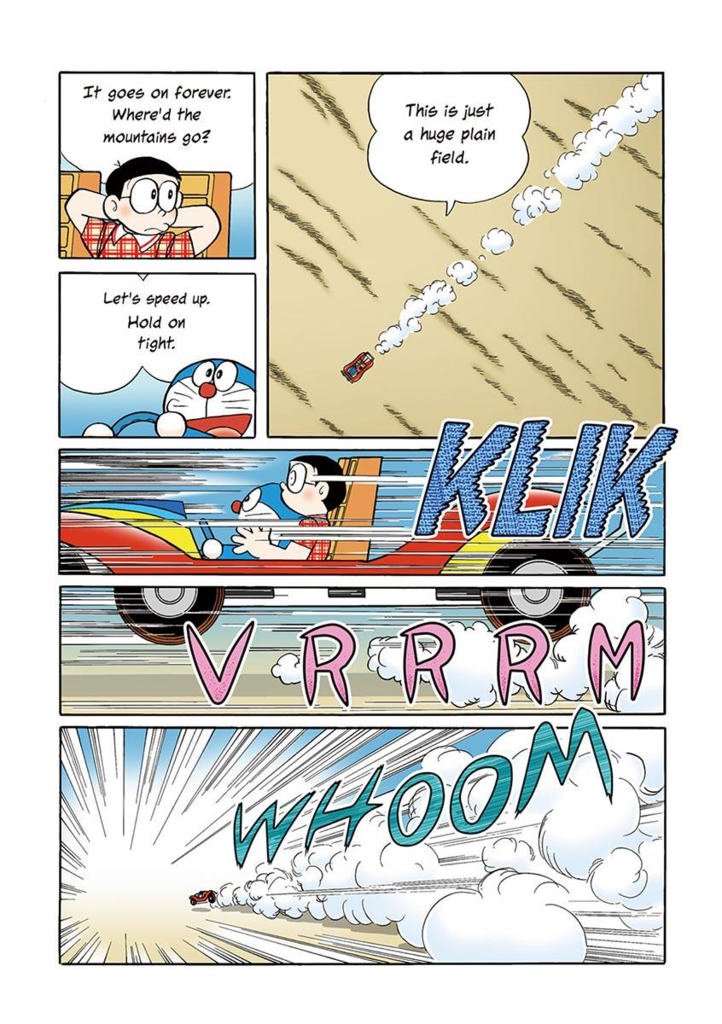 It goes on forever.
Where'd the
mountains go?
This is just
a huge plain
field.
Let's speed up.
Hold on
tight.
KLIK
VRRRM
WHOOM